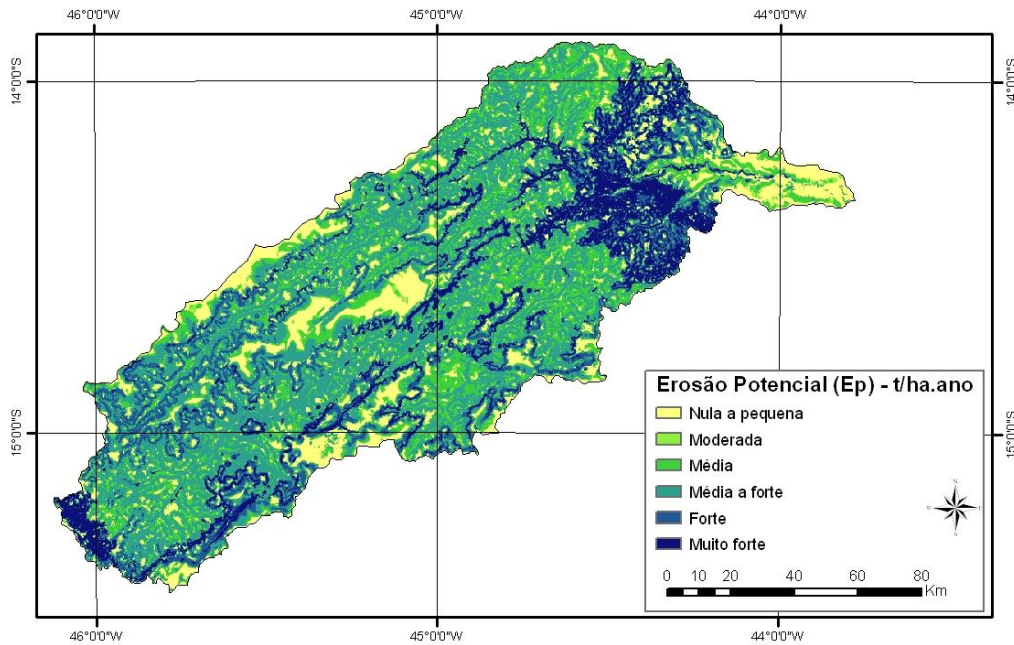 46°0'0"W 45°0'0"W 44°0'0"W
14°0'0"S 14°0'0"S
15°0'0"S 15°0'0"S
Erosão Potencial (Ep) - t/ha.ano
Nula a pequena
Moderada
Média
Média a forte
Forte
Muito forte
0 10 20 40 60 80
Km
46°0'0"W 45°0'0"W 44°0'0"W